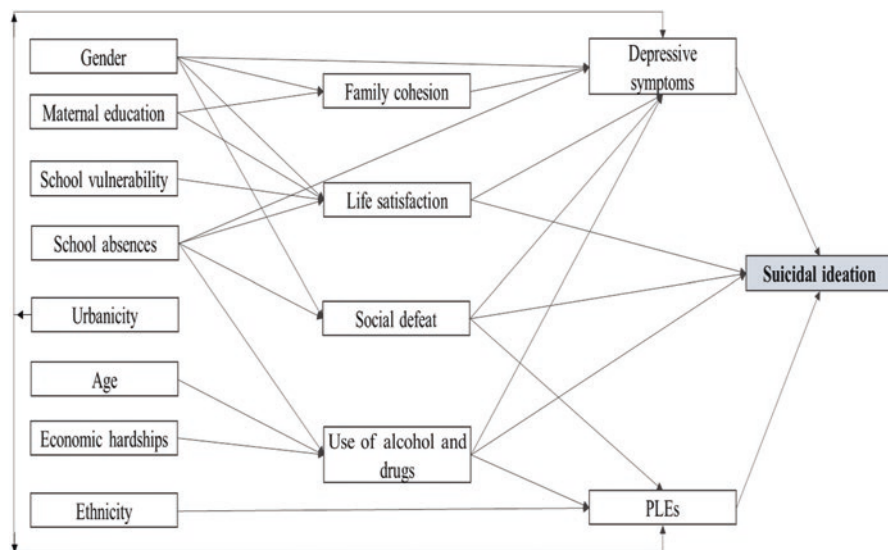 Gender
Maternal education
School vulnerability
School absences
Urbanicity
Age
Economic hardships
Ethnicity
Family cohesion
Life satisfaction
Social defeat
Use of alcohol and
drugs
Depressive
symptoms
PLEs
Suicidal ideation